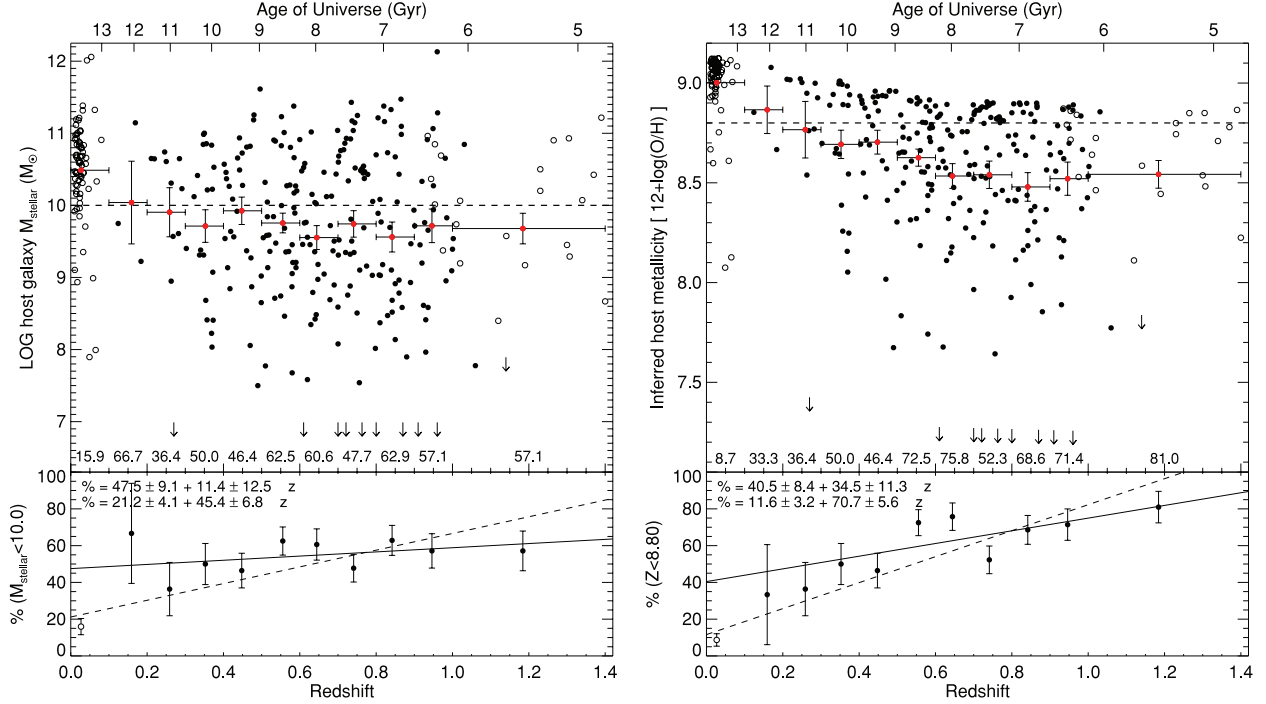 Age of Universe (Gyr)
13 12 11 10 9 8 7 6 5
12
11
10
9
8
7
LOG host galaxy M_stellar (M_⊙)
15.9 66.7 36.4 50.0 46.4 62.5 60.6 47.7 62.9 57.1 57.1
% = 47.5 ± 9.1 + 11.4 ± 12.5 z
% = 21.2 ± 4.1 + 45.4 ± 6.8 z
100
80
60
40
20
0
% (M_stellar<10.0)
0.0 0.2 0.4 0.6 0.8 1.0 1.2 1.4
Redshift
Age of Universe (Gyr)
13 12 11 10 9 8 7 6 5
9.0
8.5
8.0
7.5
Inferred host metallicity [ 12+log(O/H) ]
8.7 33.3 36.4 50.0 46.4 72.5 75.8 52.3 68.6 71.4 81.0
% = 40.5 ± 8.4 + 34.5 ± 11.3 z
% = 11.6 ± 3.2 + 70.7 ± 5.6 z
100
80
60
40
20
0
% (Z<8.80)
0.0 0.2 0.4 0.6 0.8 1.0 1.2 1.4
Redshift